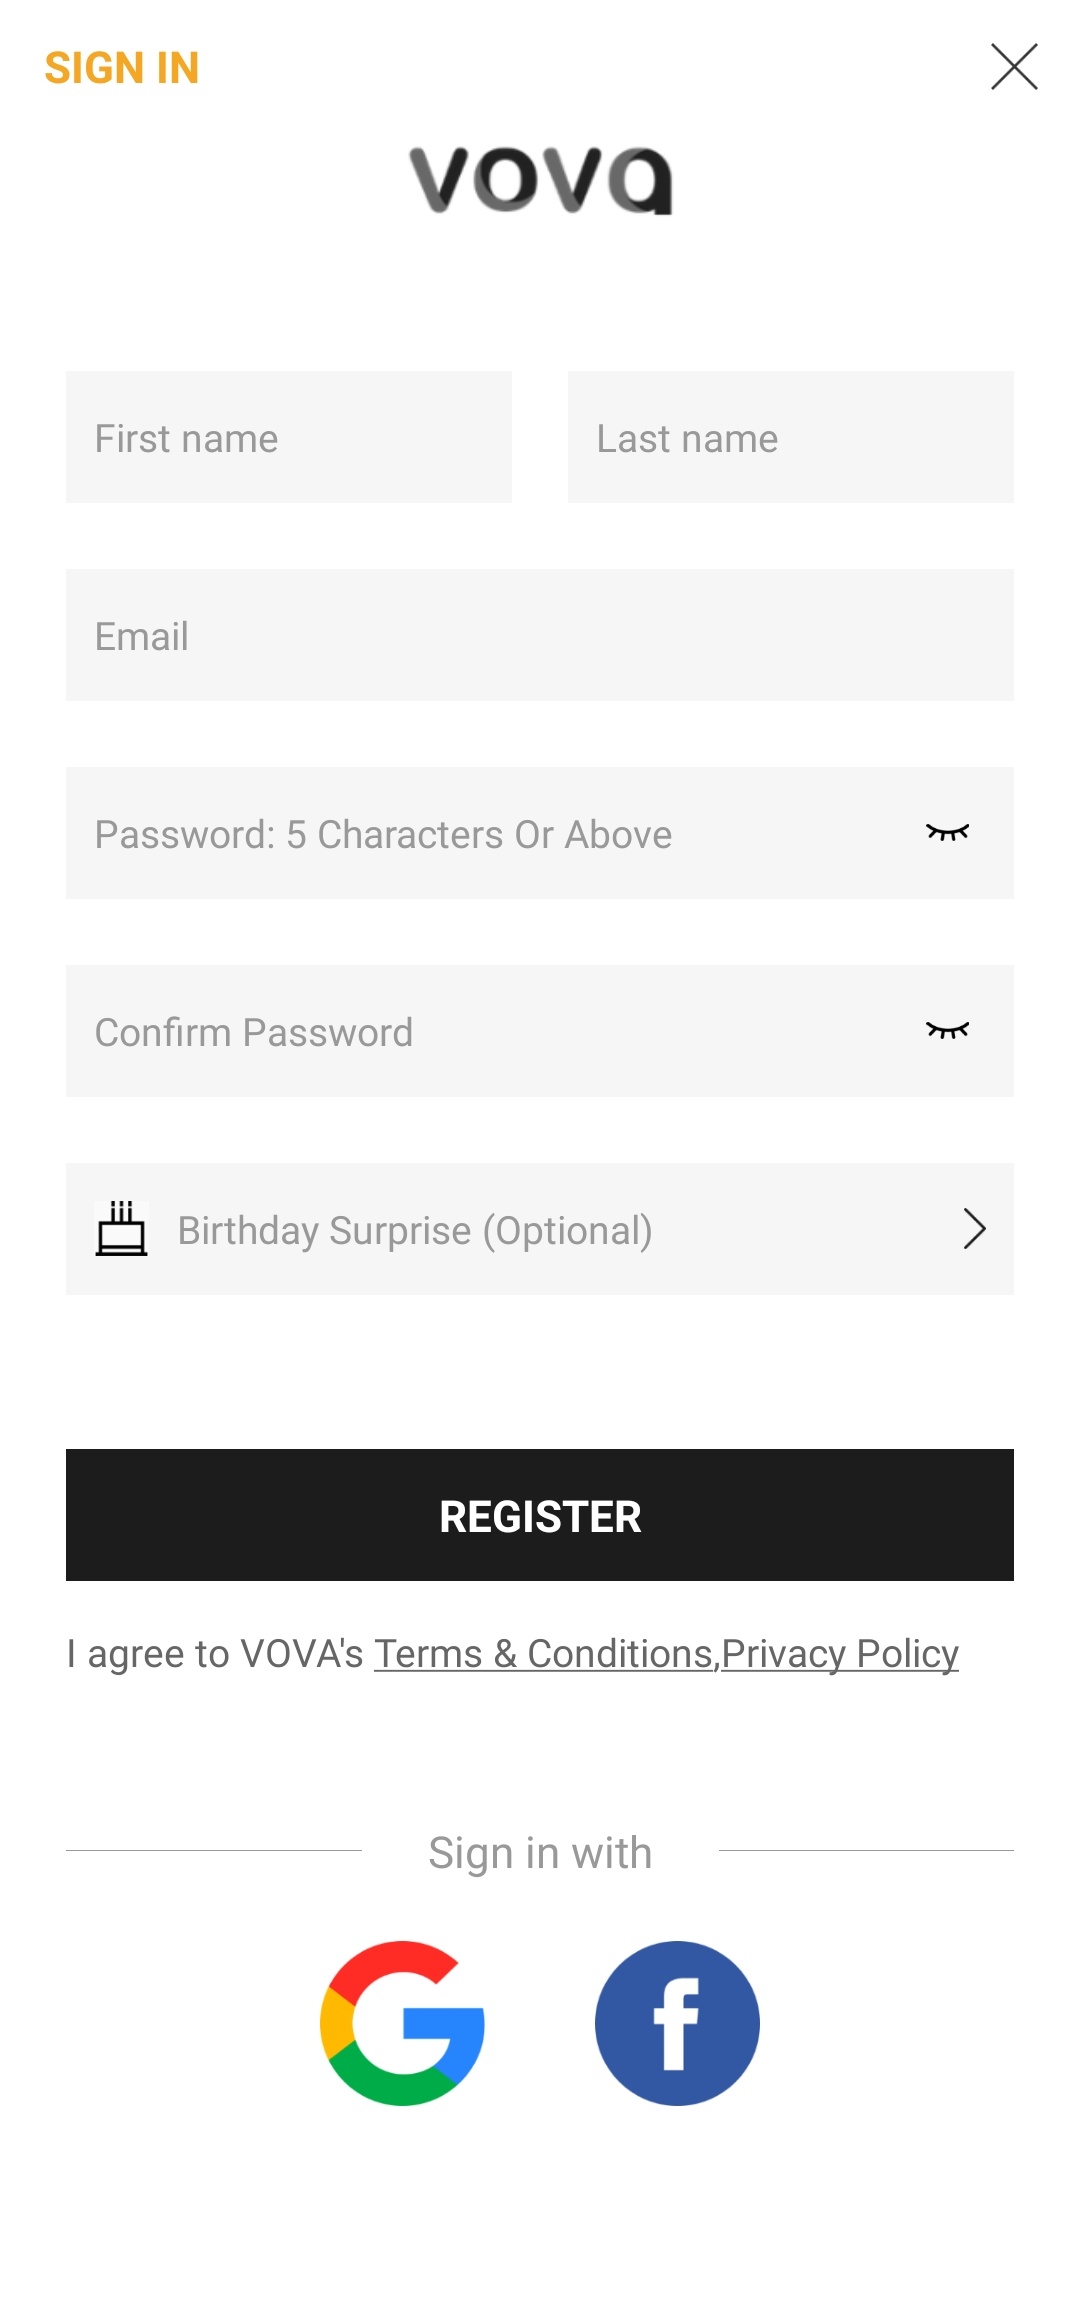 SIGN IN
vova
First name
Last name
Email
Password: 5 Characters Or Above
Confirm Password
Birthday Surprise (Optional)
REGISTER
I agree to VOVA's Terms & Conditions,Privacy Policy
Sign in with